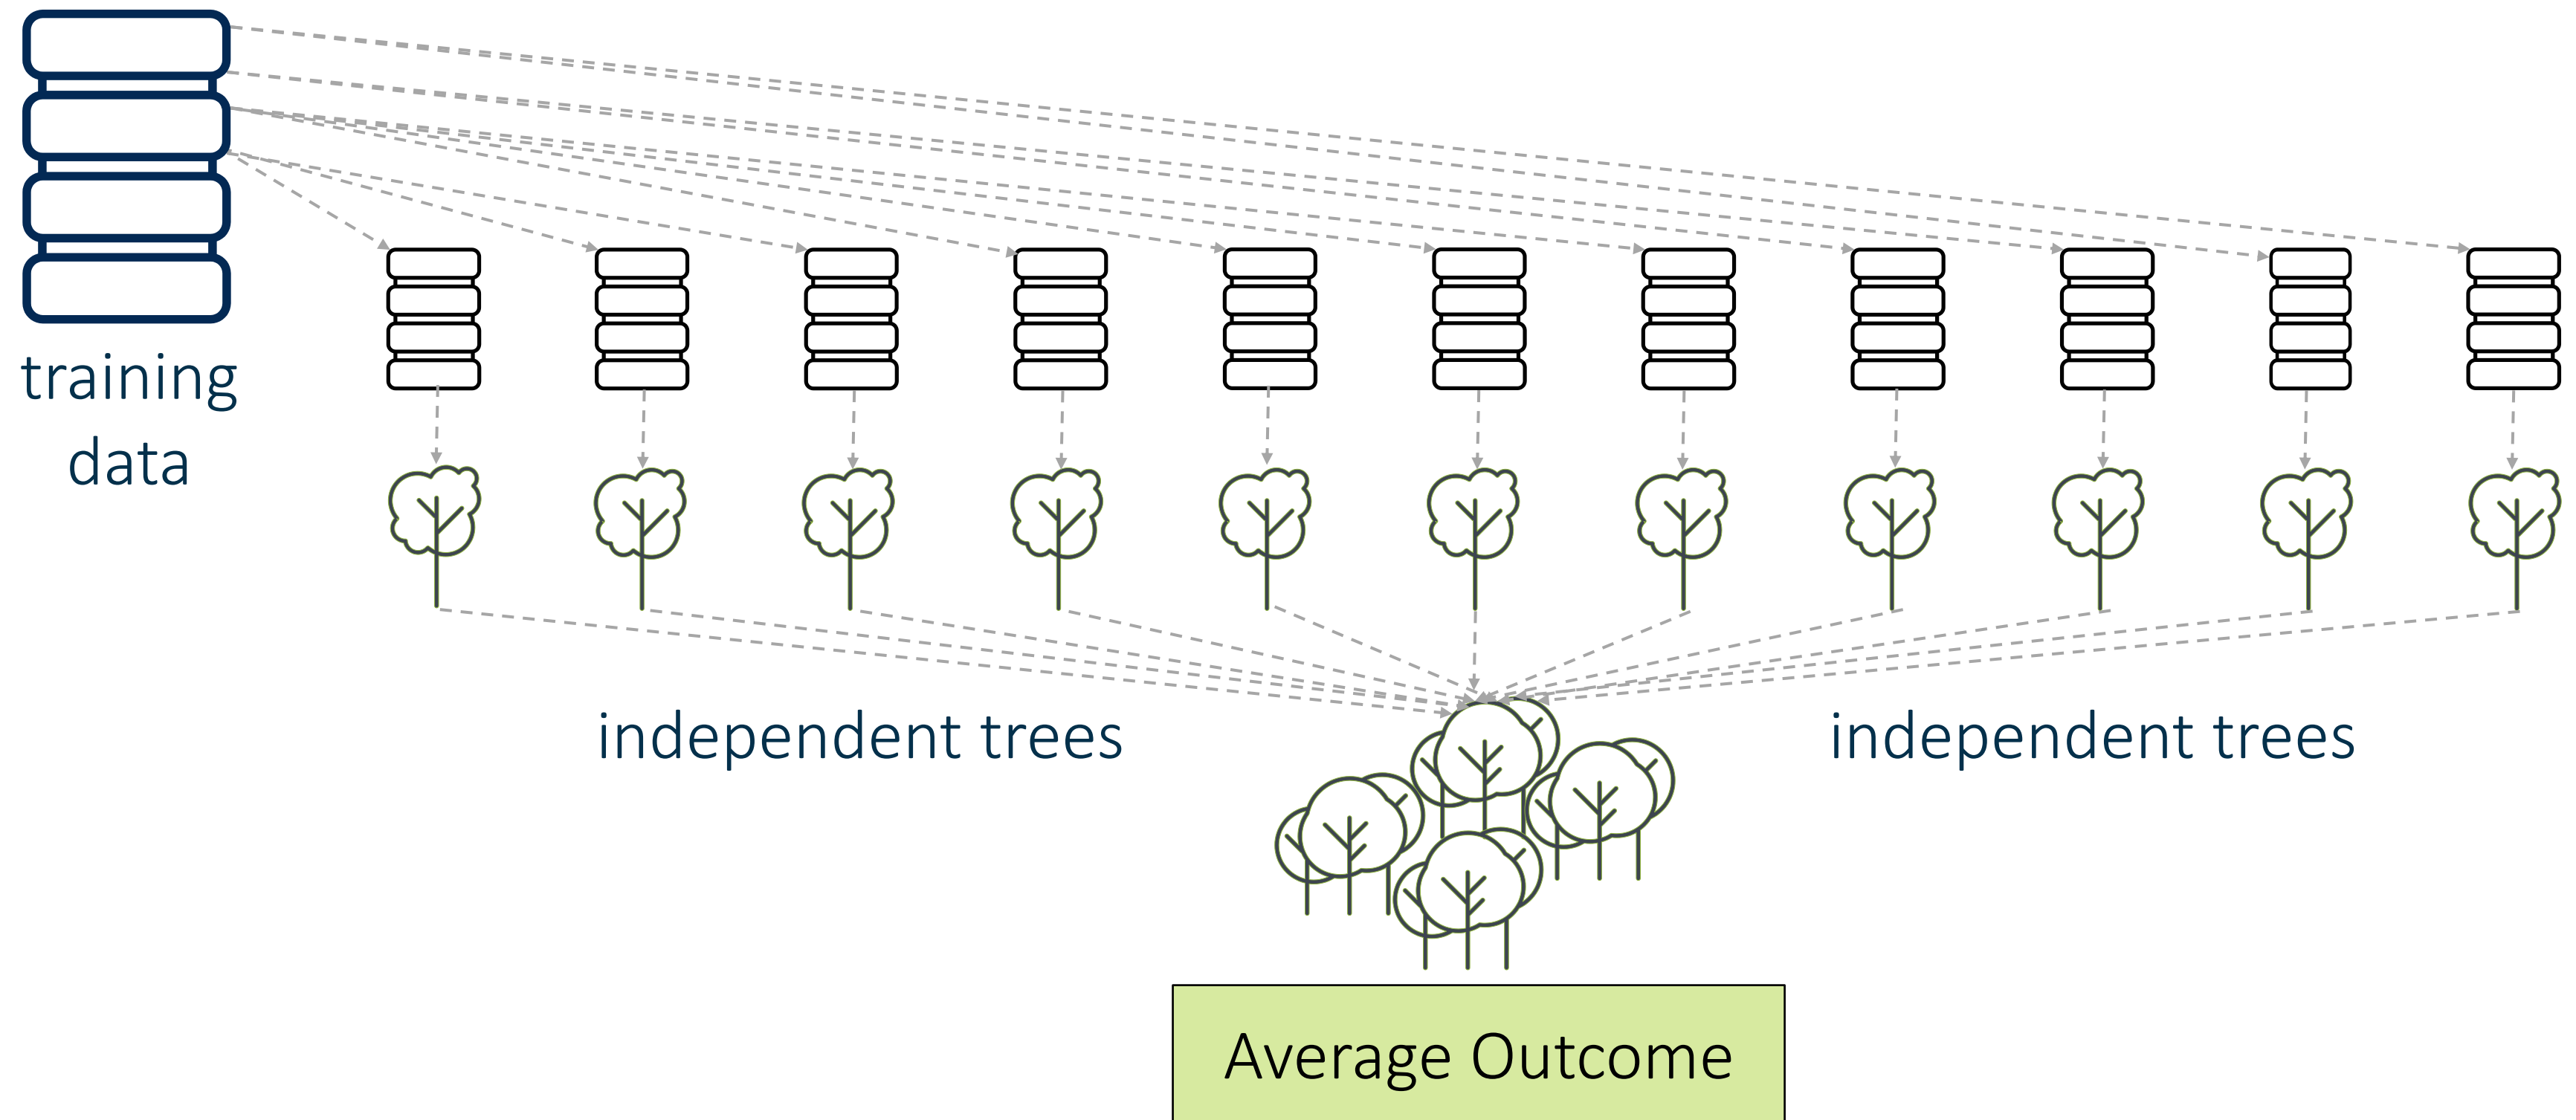 training
data
independent trees
independent trees
Average Outcome